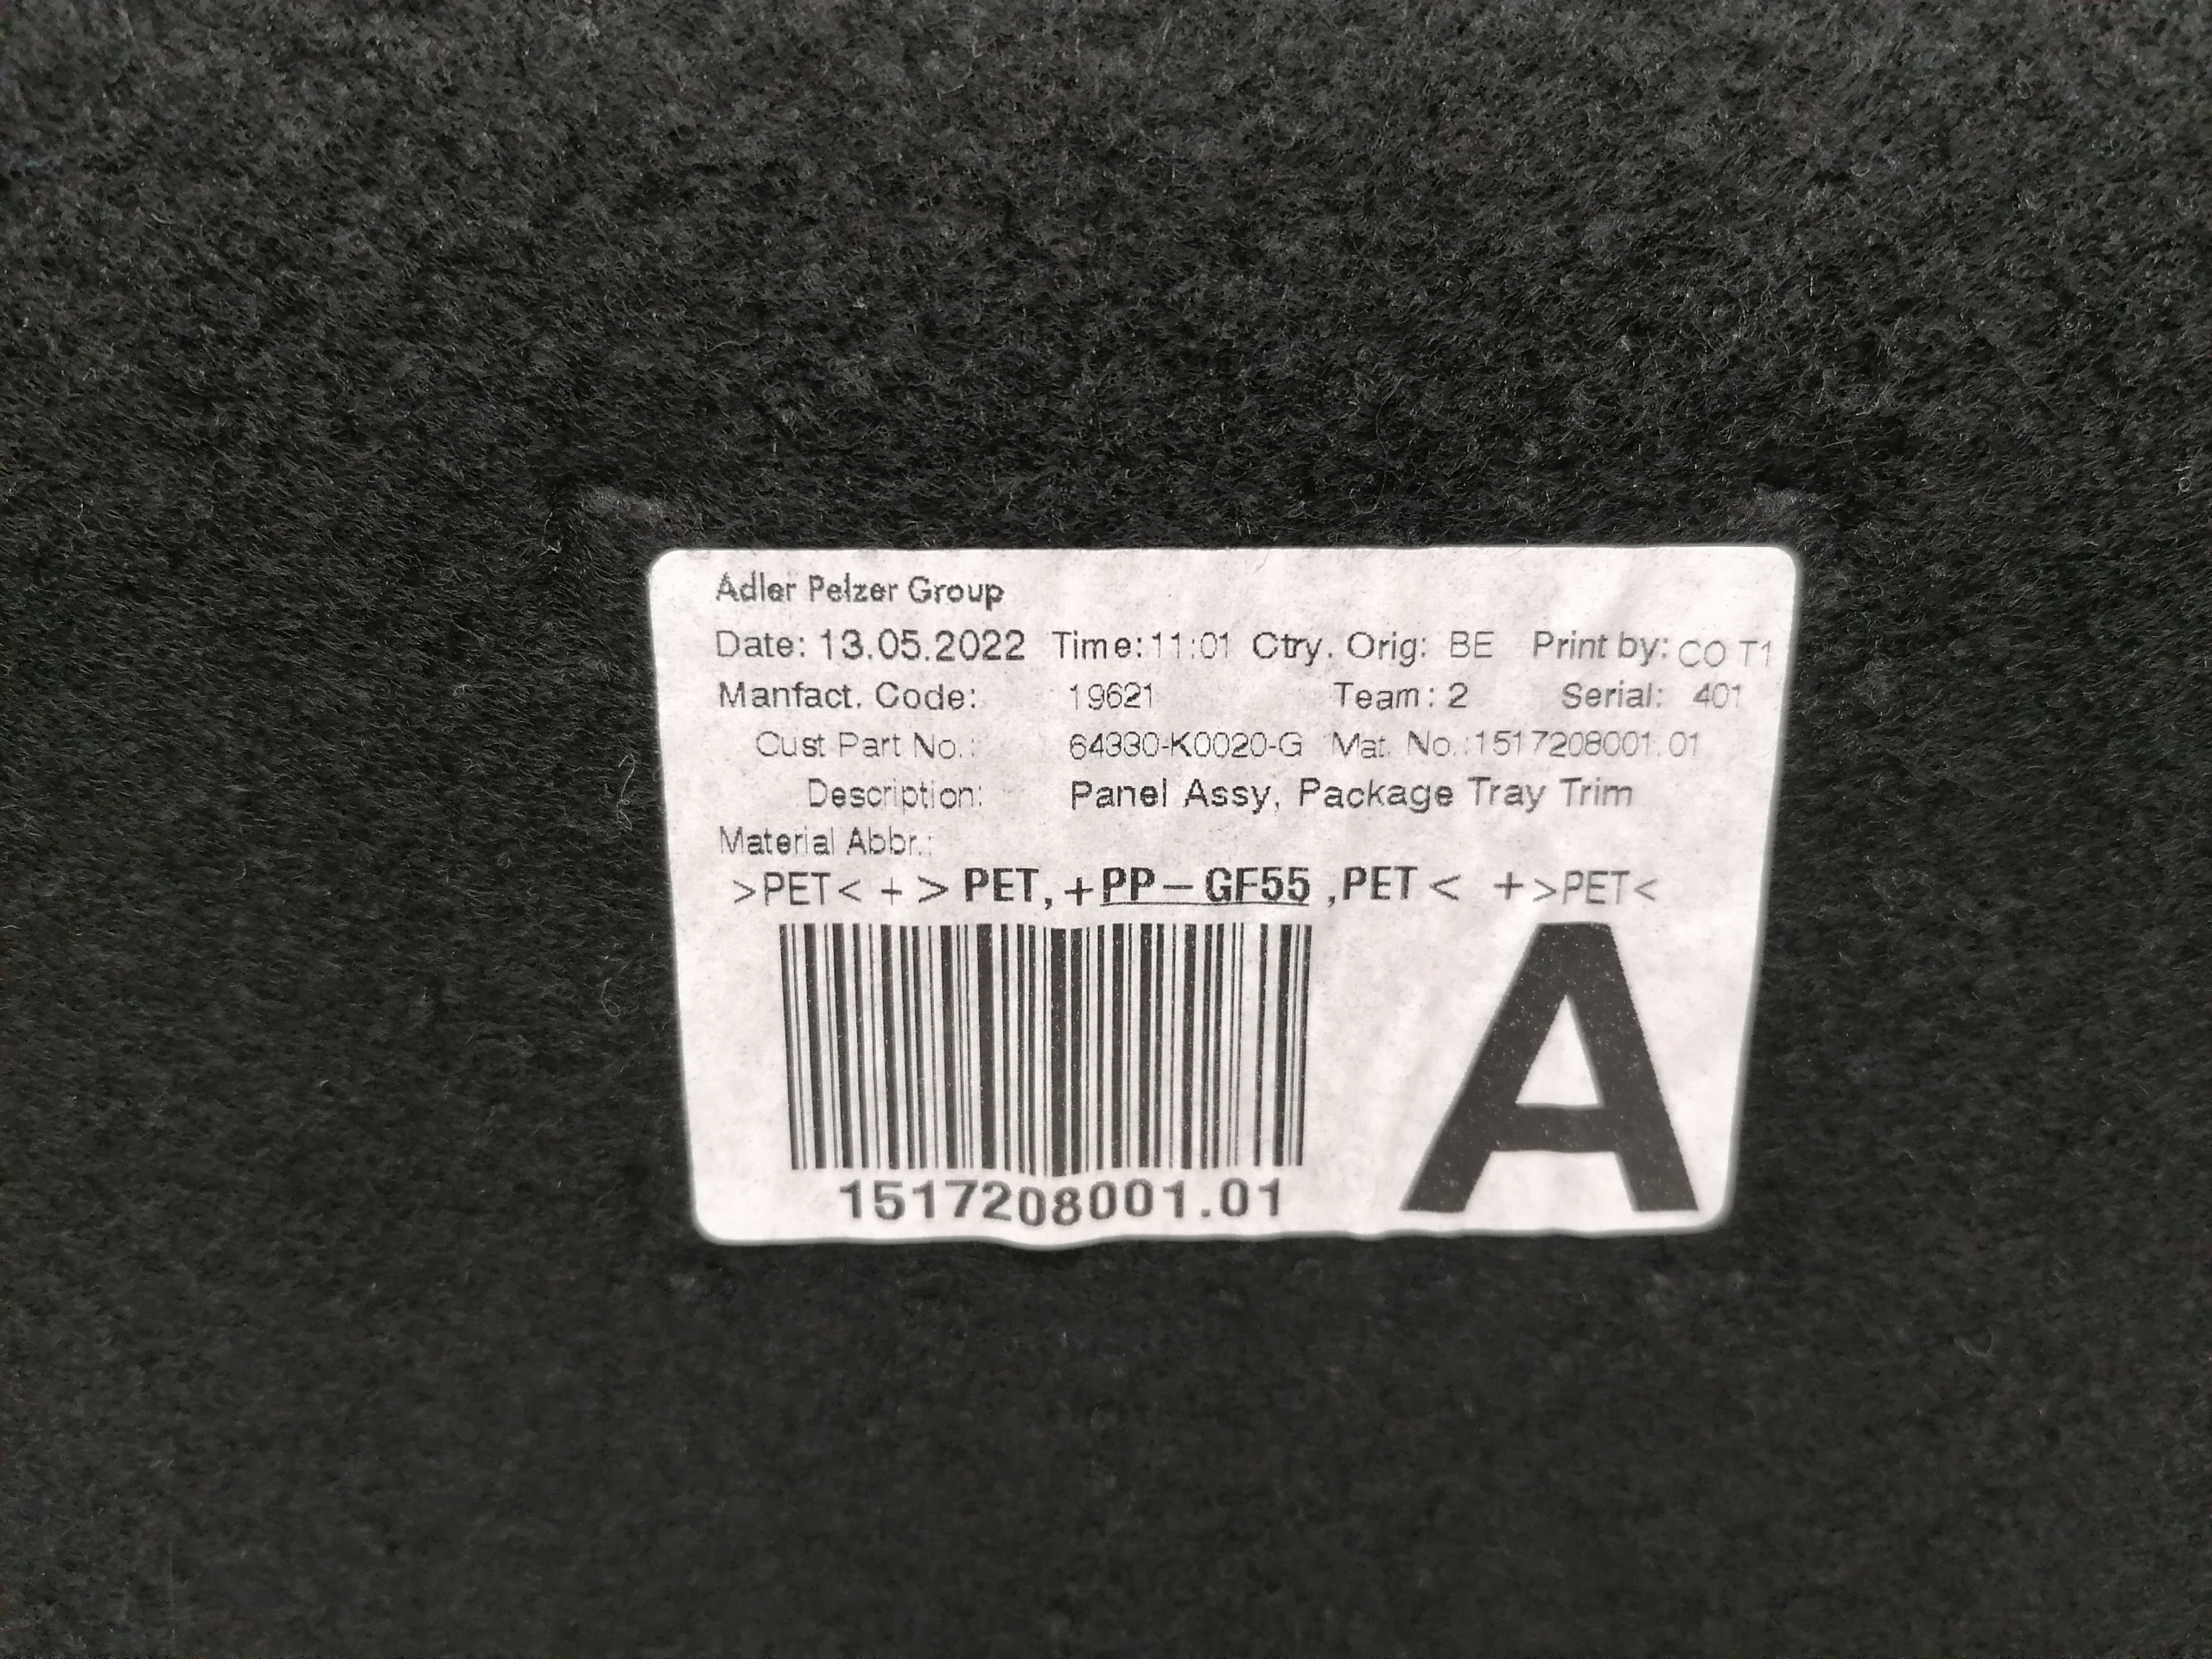 Adler Pelzer Group
Date: 13.05.2022 Time: 11:01 Ctry. Orig: BE Print by: CO T1
Manfact. Code: 19621 Team: 2 Serial: 401
Cust Part No.: 64330-K0020-G Mat. No.:1517208001.01
Description: Panel Assy, Package Tray Trim
Material Abbr.:
>PET< + > PET, +PP-GF55 ,PET < +>PET<
1517208001.01
A